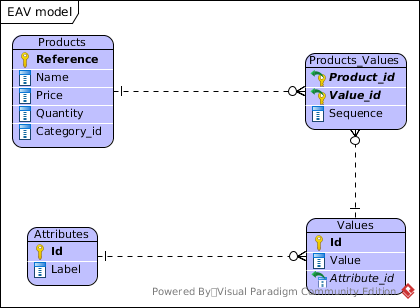 EAV model
Products
Reference
Name
Price
Quantity
Category_id
Products_Values
Product_id
Value_id
Sequence
Attributes
Id
Label
Values
Id
Value
Attribute_id
Powered By Visual Paradigm Community Edition